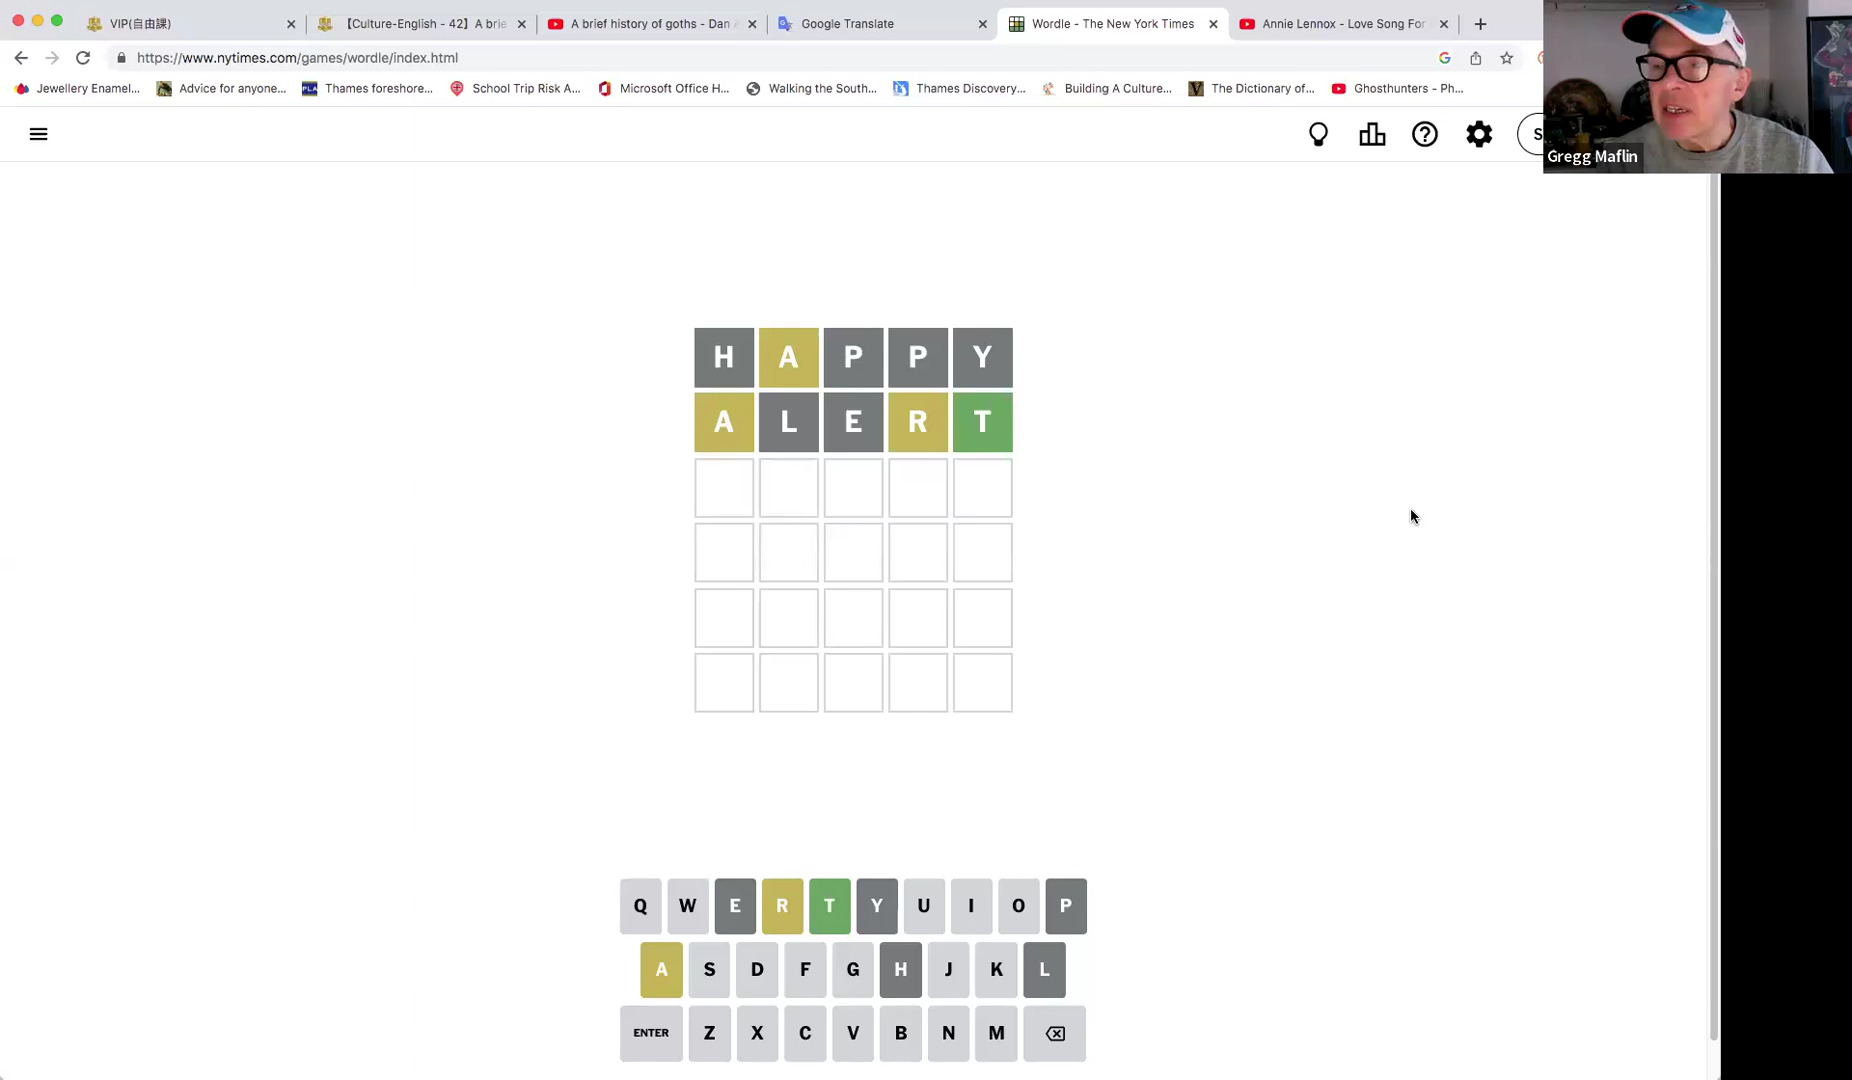 VIP(自由課)
【Culture-English - 42】A brie
A brief history of goths - Dan
Google Translate
Wordle - The New York Times
Annie Lennox - Love Song For
https://www.nytimes.com/games/wordle/index.html
Jewellery Enamel...
Advice for anyone...
PLA
Thames foreshore...
School Trip Risk A...
Microsoft Office H...
Walking the South...
Thames Discovery...
Building A Culture...
The Dictionary of...
Ghosthunters - Ph...
S
Gregg Maflin
H A P P Y
A L E R T
Q W E R T Y U I O P
A S D F G H J K L
ENTER Z X C V B N M